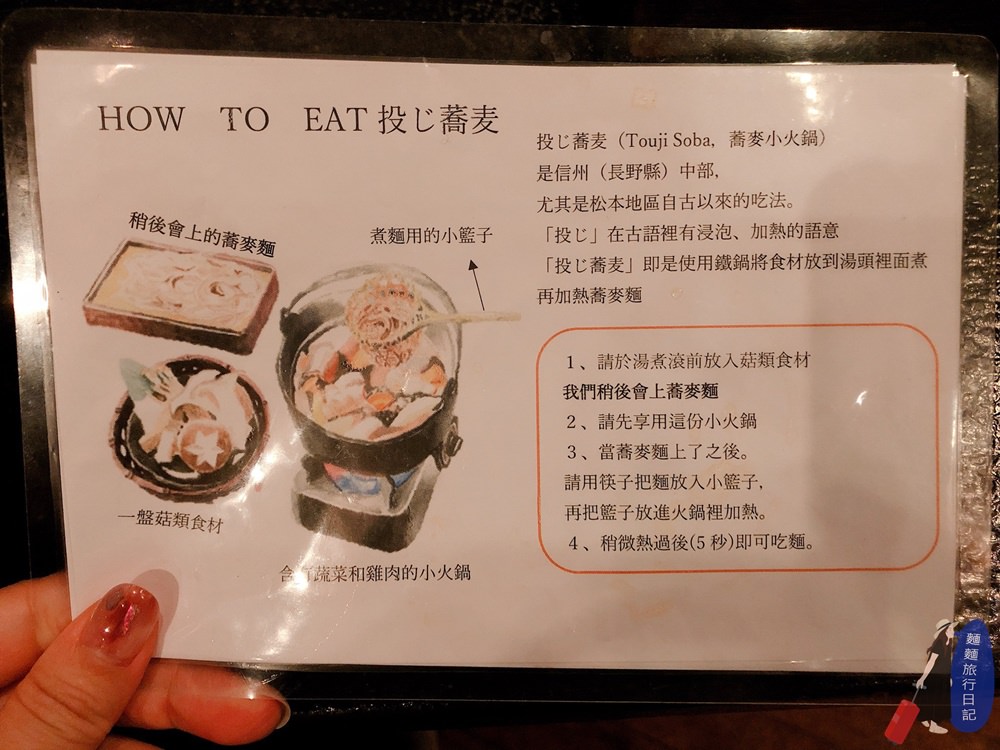 HOW TO EAT 投じ蕎麦
稍後會上的蕎麥麵
煮麵用的小籃子
一盤菇類食材
含有蔬菜和雞肉的小火鍋
投じ蕎麦（Touji Soba，蕎麥小火鍋）
是信州（長野縣）中部，
尤其是松本地區自古以來的吃法。
「投じ」在古語裡有浸泡、加熱的語意
「投じ蕎麦」即是使用鐵鍋將食材放到湯頭裡面煮
再加熱蕎麥麵
1、請於湯煮滾前放入菇類食材
我們稍後會上蕎麥麵
2、請先享用這份小火鍋
3、當蕎麥麵上了之後。
請用筷子把麵放入小籃子，
再把籃子放進火鍋裡加熱。
4、稍微熱過後(5 秒)即可吃麵。
麵麵旅行日記